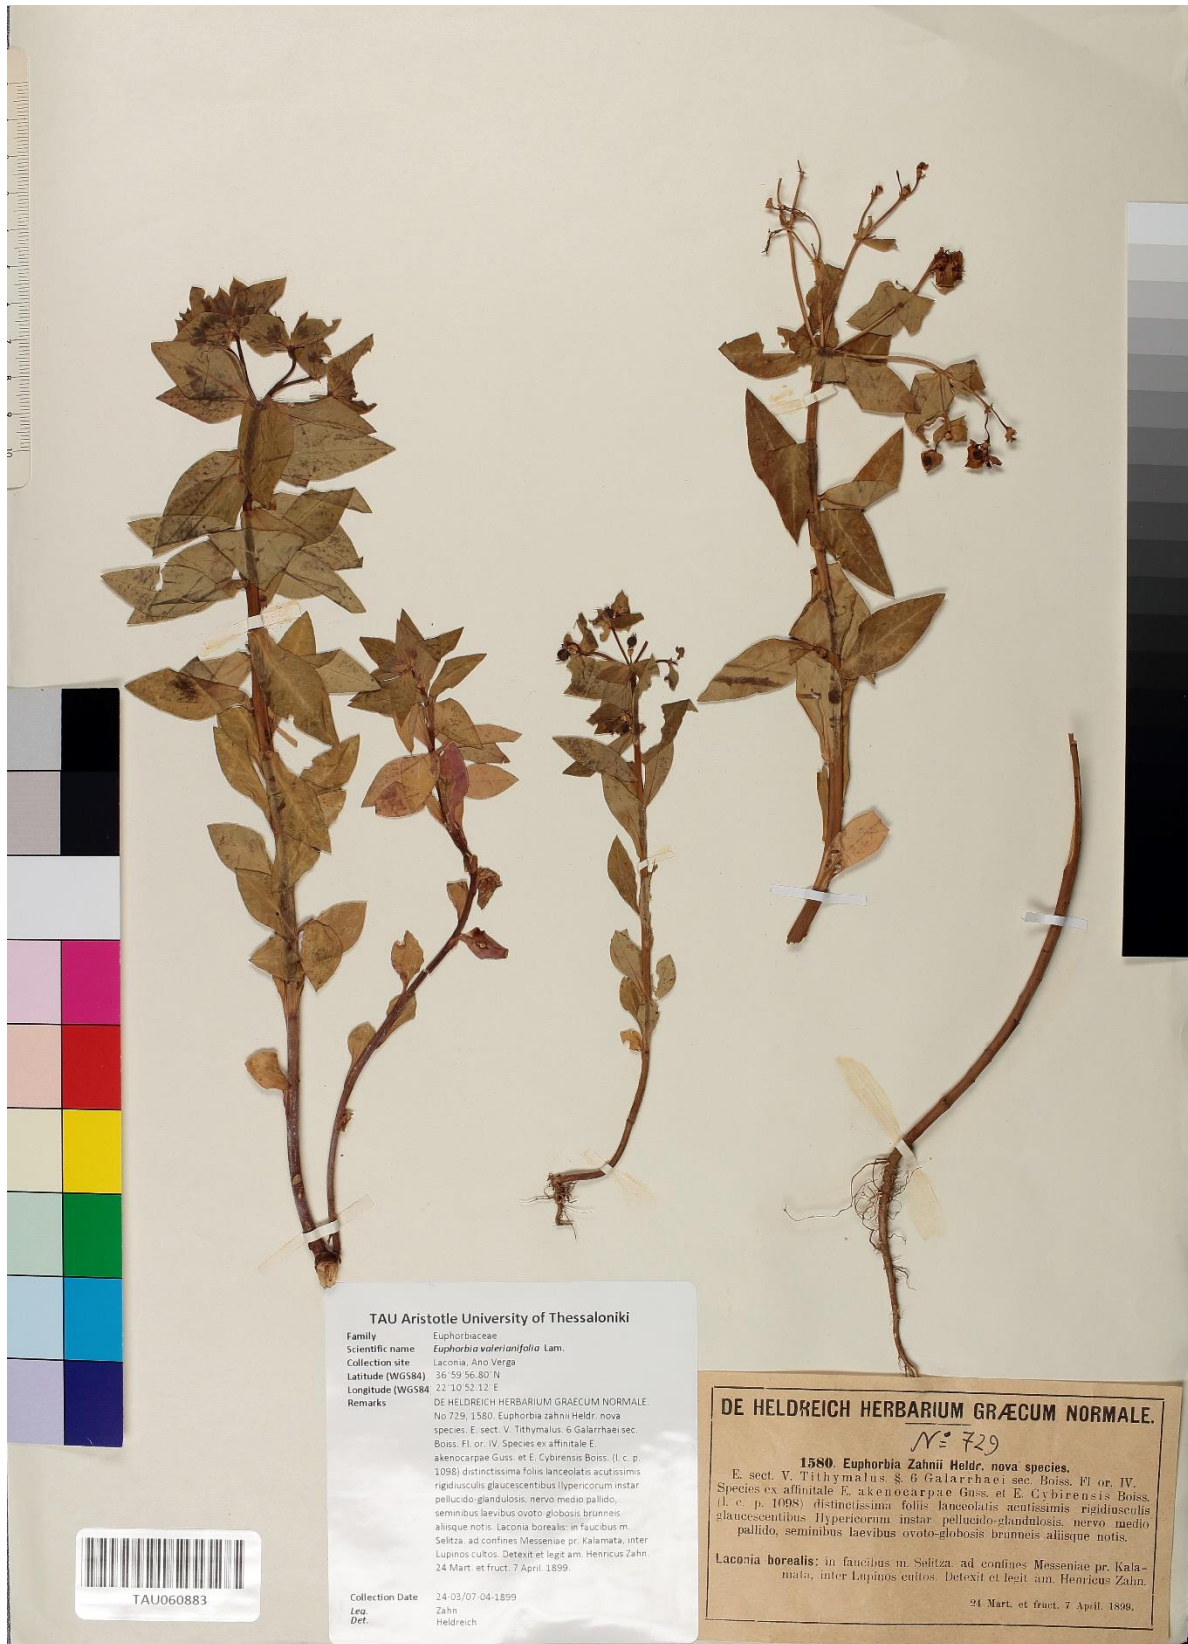 TAU Aristotle University of Thessaloniki
Family Euphorbiaceae
Scientific name Euphorbia valerianifolia Lam.
Collection site Laconia, Ano Verga
Latitude (WGS84) 36°59'56.80"N
Longitude (WGS84 22°10'52.12"E
Remarks DE HELDREICH HERBARIUM GRAECUM NORMALE.
No 729, 1580. Euphorbia zahnii Heldr. nova
species. E. sect. V. Tithymalus. 6 Galarrhaei sec.
Boiss. Fl. or. IV. Species ex affinitale E.
akenocarpae Guss. et E. Cybirensis Boiss. (l. c. p.
1098) distinctissima foliis lanceolatis acutissimis
rigidiusculis glaucescentibus Ilypericorum instar
pellucido-glandulosis, nervo medio pallido,
seminibus laevibus ovoto-globosis brunneis
aliisque notis. Laconia borealis: in faucibus m.
Selitza. ad confines Messeniae pr. Kalamata, inter
Lupinos cultos. Detexit et legit am. Henricus Zahn.
24 Mart. et fruct. 7 April. 1899.
Collection Date 24-03/07-04-1899
Leg. Zahn
Det. Heldreich
TAU060883
DE HELDREICH HERBARIUM GRÆCUM NORMALE.
No 729
1580. Euphorbia Zahnii Heldr. nova species.
E. sect. V. Tithymalus. §. 6 Galarrhaei sec. Boiss. Fl or. IV.
Species ex affinitale E. akenocarpae Guss. et E. Cybirensis Boiss.
(l. c. p. 1098) distinctissima foliis lanceolatis acutissimis rigidiusculis
glaucescentibus Ilypericorum instar pellucido-glandulosis, nervo medio
pallido, seminibus laevibus ovoto-globosis brunneis aliisque notis.
Laconia borealis: in faucibus m. Selitza. ad confines Messeniae pr. Kala-
mata, inter Lupinos cultos. Detexit et legit am. Henricus Zahn.
24 Mart. et fruct. 7 April. 1899.